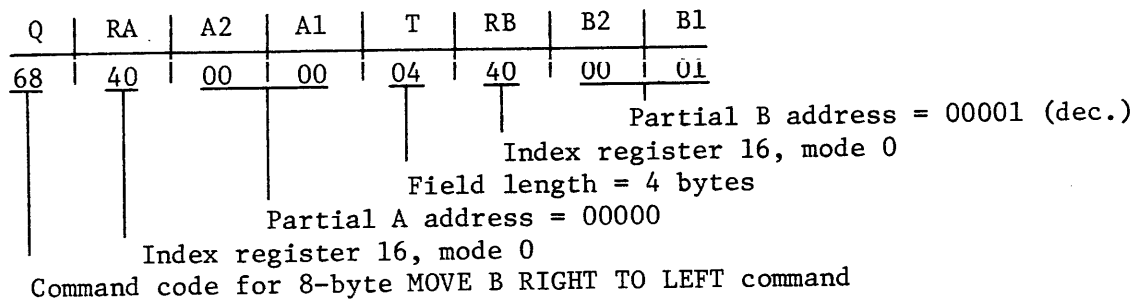 Q RA A2 A1 T RB B2 B1
68 40 00 00 04 40 00 01
Partial B address = 00001 (dec.)
Index register 16, mode 0
Field length = 4 bytes
Partial A address = 00000
Index register 16, mode 0
Command code for 8-byte MOVE B RIGHT TO LEFT command